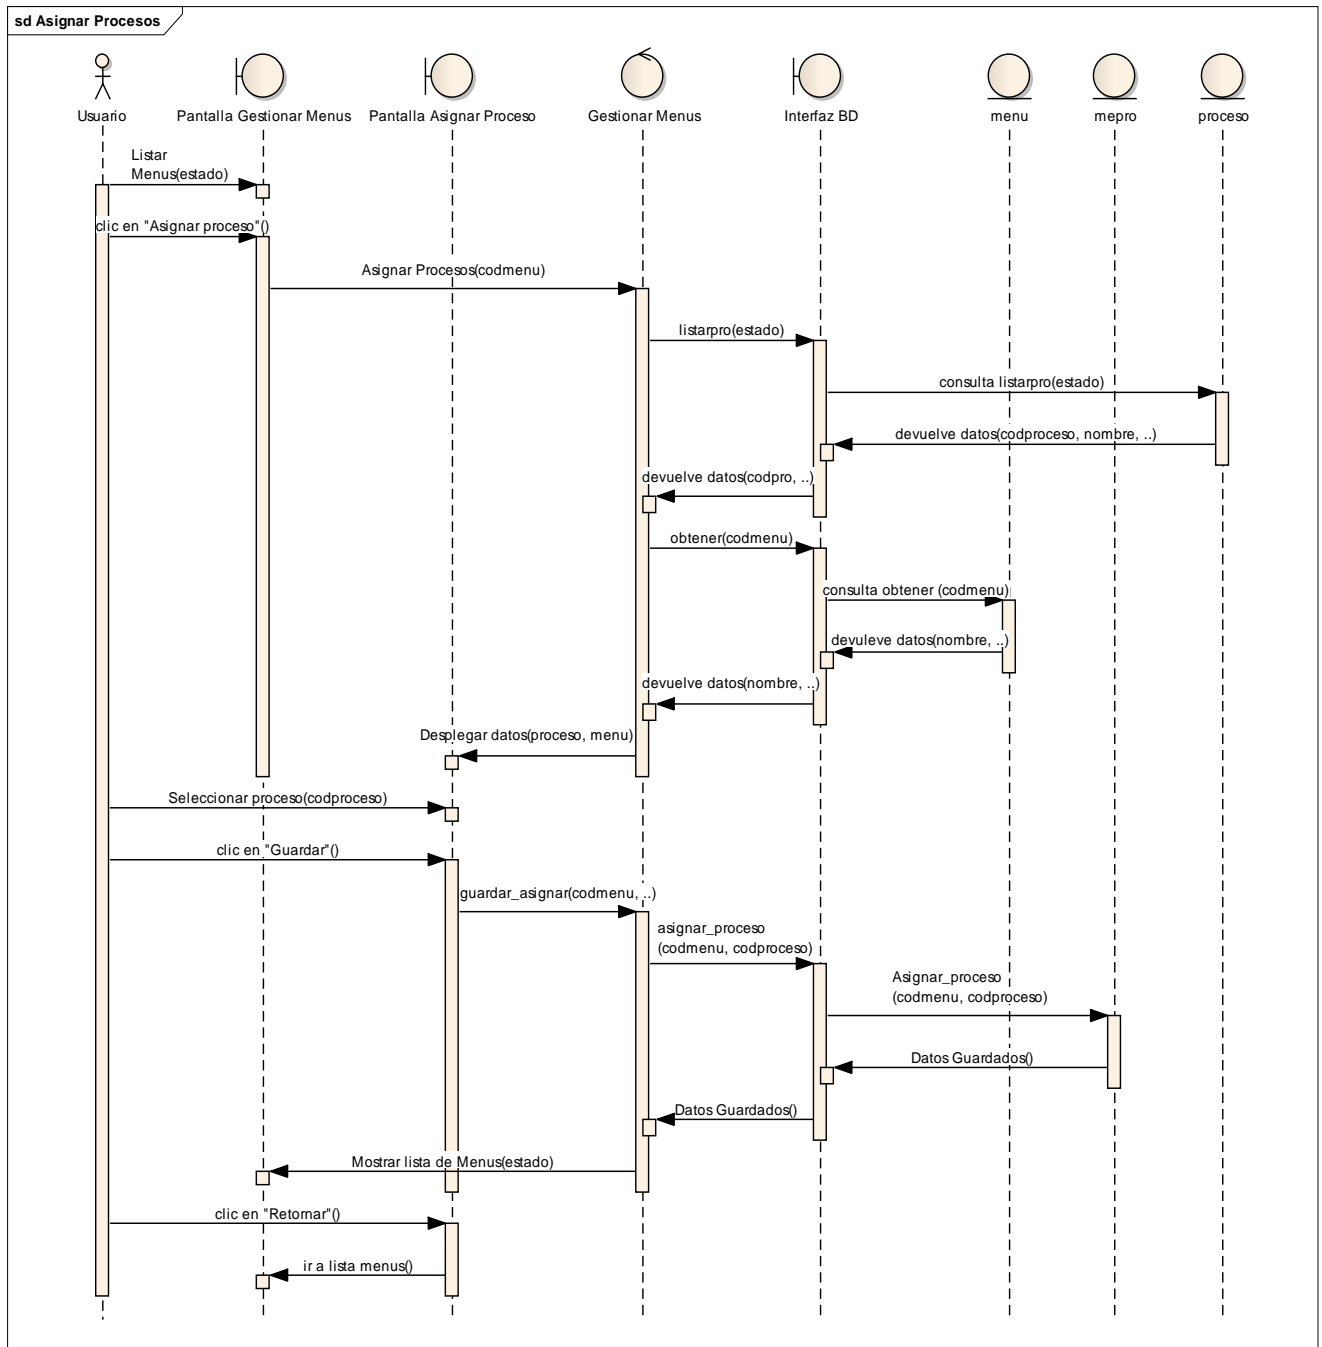 sd Asignar Procesos
Usuario
Pantalla Gestionar Menus
Pantalla Asignar Proceso
Gestionar Menus
Interfaz BD
menu
mepro
proceso
Listar
Menus(estado)
clic en "Asignar proceso"()
Asignar Procesos(codmenu)
listarpro(estado)
consulta listarpro(estado)
devuelve datos(codproceso, nombre, ..)
devuelve datos(codpro, ..)
obtener(codmenu)
consulta obtener (codmenu)
devuleve datos(nombre, ..)
devuelve datos(nombre, ..)
Desplegar datos(proceso, menu)
Seleccionar proceso(codproceso)
clic en "Guardar"()
guardar_asignar(codmenu, ..)
asignar_proceso
(codmenu, codproceso)
Asignar_proceso
(codmenu, codproceso)
Datos Guardados()
Datos Guardados()
Mostrar lista de Menus(estado)
clic en "Retornar"()
ir a lista menus()